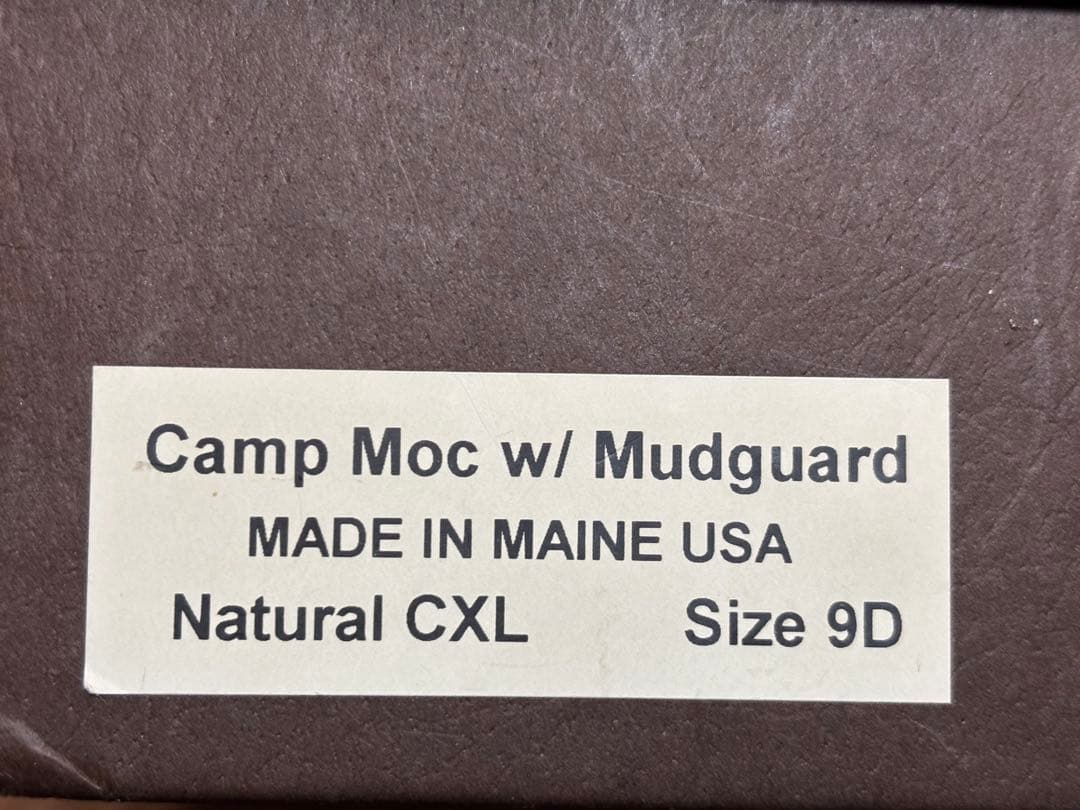 Camp Moc w/ Mudguard
MADE IN MAINE USA
Natural CXL Size 9D